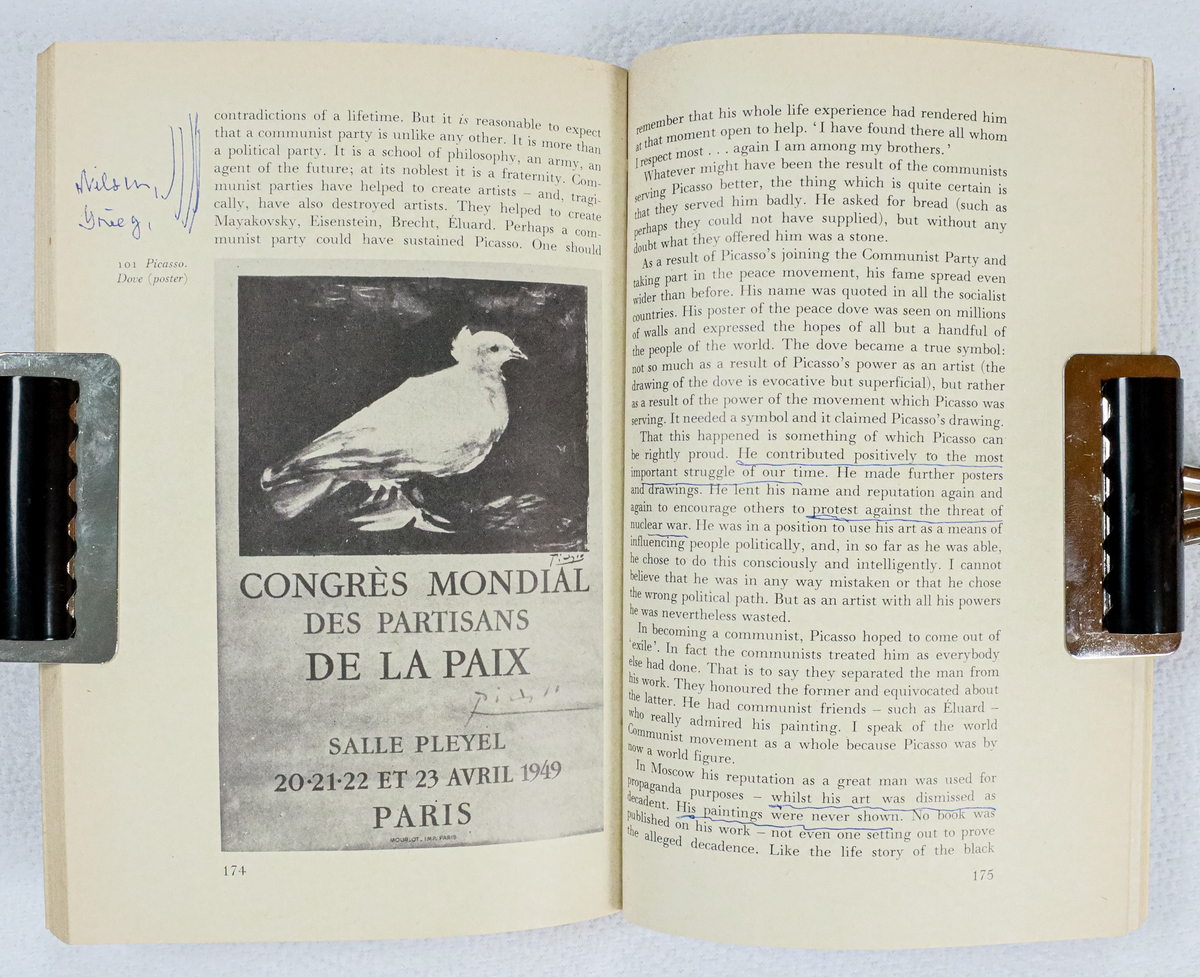 contradictions of a lifetime. But it is reasonable to expect
that a communist party is unlike any other. It is more than
a political party. It is a school of philosophy, an army, an
agent of the future; at its noblest it is a fraternity. Com-
munist parties have helped to create artists – and, tragi-
cally, have also destroyed artists. They helped to create
Mayakovsky, Eisenstein, Brecht, Éluard. Perhaps a com-
munist party could have sustained Picasso. One should
Grieg,
101 Picasso.
Dove (poster)
Picasso
CONGRÈS MONDIAL
DES PARTISANS
DE LA PAIX
Picasso
SALLE PLEYEL
20·21·22 ET 23 AVRIL 1949
PARIS
MOURLOT, IMP. PARIS
174
remember that his whole life experience had rendered him
at that moment open to help. ‘I have found there all whom
I respect most . . . again I am among my brothers.’
Whatever might have been the result of the communists
serving Picasso better, the thing which is quite certain is
that they served him badly. He asked for bread (such as
perhaps they could not have supplied), but without any
doubt what they offered him was a stone.
As a result of Picasso’s joining the Communist Party and
taking part in the peace movement, his fame spread even
wider than before. His name was quoted in all the socialist
countries. His poster of the peace dove was seen on millions
of walls and expressed the hopes of all but a handful of
the people of the world. The dove became a true symbol:
not so much as a result of Picasso’s power as an artist (the
drawing of the dove is evocative but superficial), but rather
as a result of the power of the movement which Picasso was
serving. It needed a symbol and it claimed Picasso’s drawing.
That this happened is something of which Picasso can
be rightly proud. He contributed positively to the most
important struggle of our time. He made further posters
and drawings. He lent his name and reputation again and
again to encourage others to protest against the threat of
nuclear war. He was in a position to use his art as a means of
influencing people politically, and, in so far as he was able,
he chose to do this consciously and intelligently. I cannot
believe that he was in any way mistaken or that he chose
the wrong political path. But as an artist with all his powers
he was nevertheless wasted.
In becoming a communist, Picasso hoped to come out of
‘exile’. In fact the communists treated him as everybody
else had done. That is to say they separated the man from
his work. They honoured the former and equivocated about
the latter. He had communist friends – such as Éluard –
who really admired his painting. I speak of the world
Communist movement as a whole because Picasso was by
now a world figure.
In Moscow his reputation as a great man was used for
propaganda purposes – whilst his art was dismissed as
decadent. His paintings were never shown. No book was
published on his work – not even one setting out to prove
the alleged decadence. Like the life story of the black
175